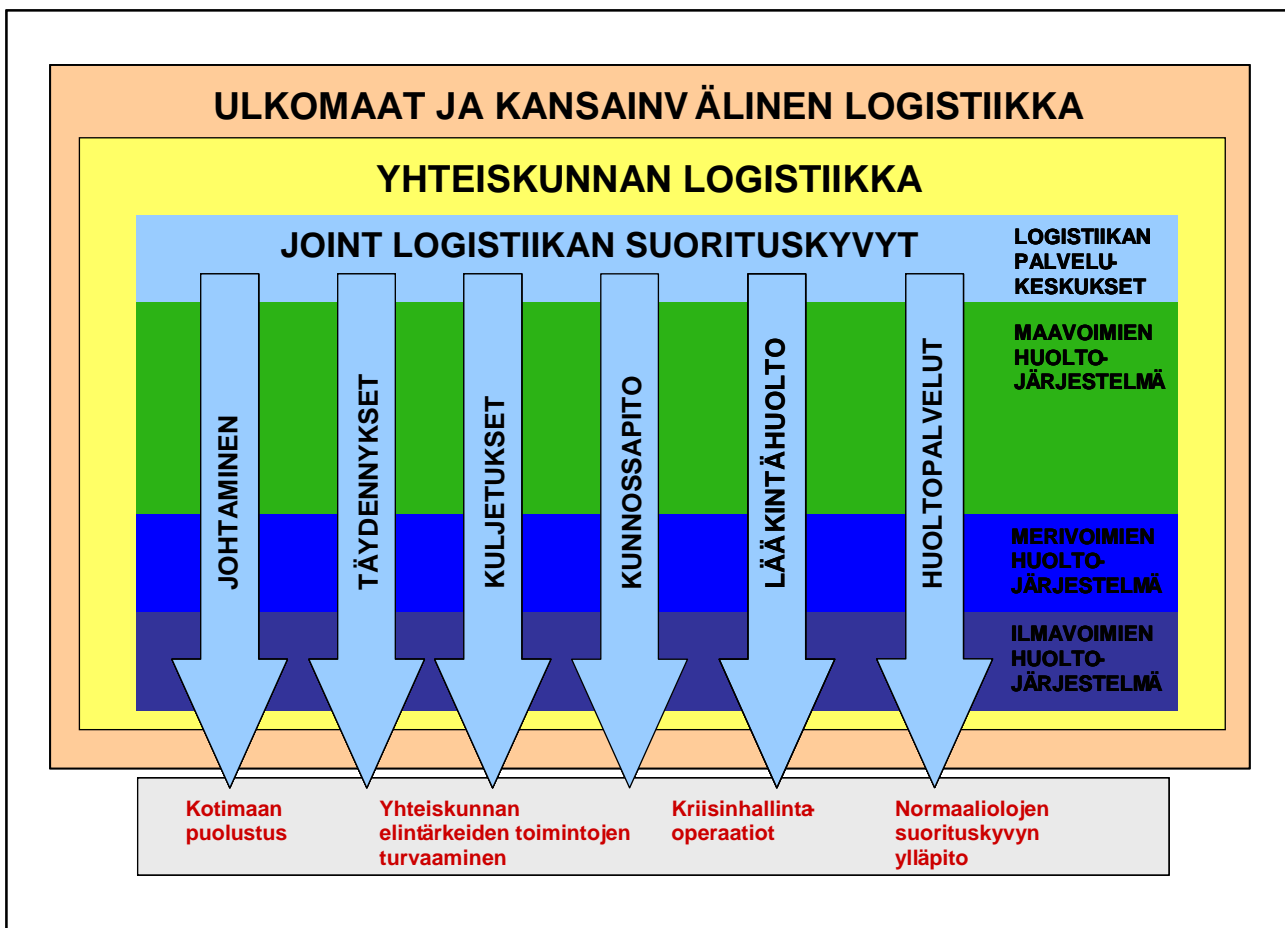 ULKOMAAT JA KANSAINVÄLINEN LOGISTIIKKA
YHTEISKUNNAN LOGISTIIKKA
JOINT LOGISTIIKAN SUORITUSKYVYT
LOGISTIIKAN
PALVELU-
KESKUKSET
MAAVOIMIEN
HUOLTO-
JÄRJESTELMÄ
MERIVOIMIEN
HUOLTO-
JÄRJESTELMÄ
ILMAVOIMIEN
HUOLTO-
JÄRJESTELMÄ
JOHTAMINEN
TÄYDENNYKSET
KULJETUKSET
KUNNOSSAPITO
LÄÄKINTÄHUOLTO
HUOLTOPALVELUT
Kotimaan
puolustus
Yhteiskunnan
elintärkeiden toimintojen
turvaaminen
Kriisinhallinta-
operaatiot
Normaaliolojen
suorituskyvyn
ylläpito